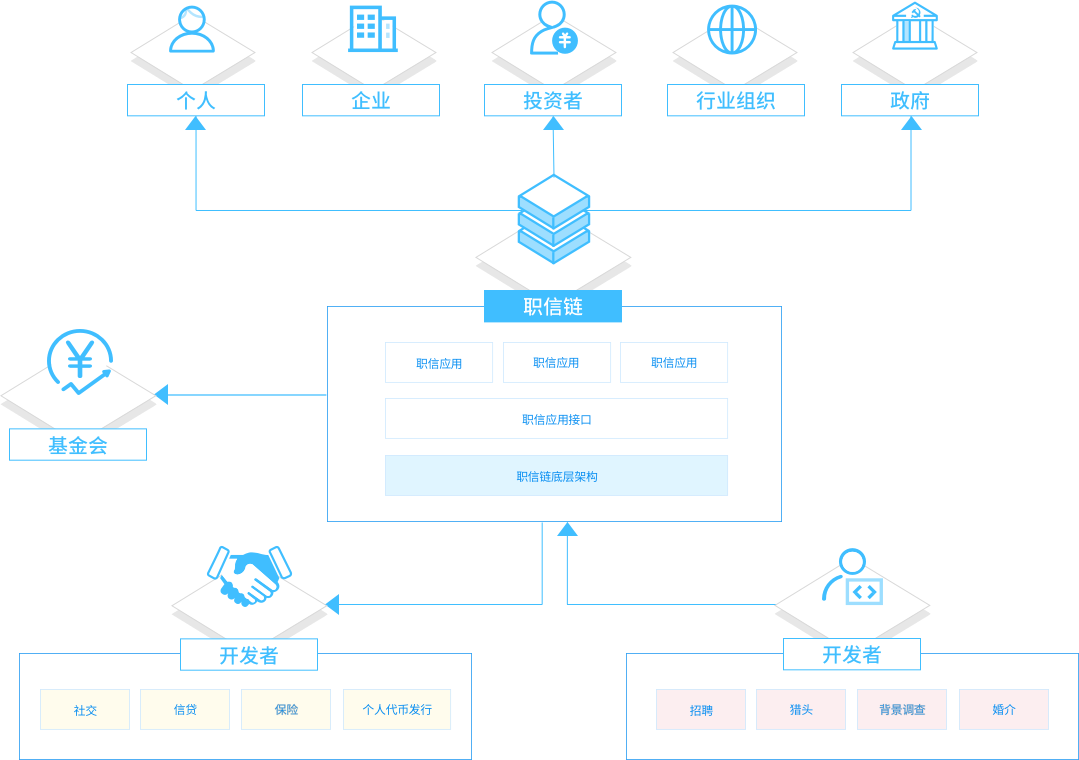 个人
企业
投资者
行业组织
政府
职信链
职信应用
职信应用
职信应用
职信应用接口
职信链底层架构
基金会
开发者
社交
信贷
保险
个人代币发行
开发者
招聘
猎头
背景调查
婚介